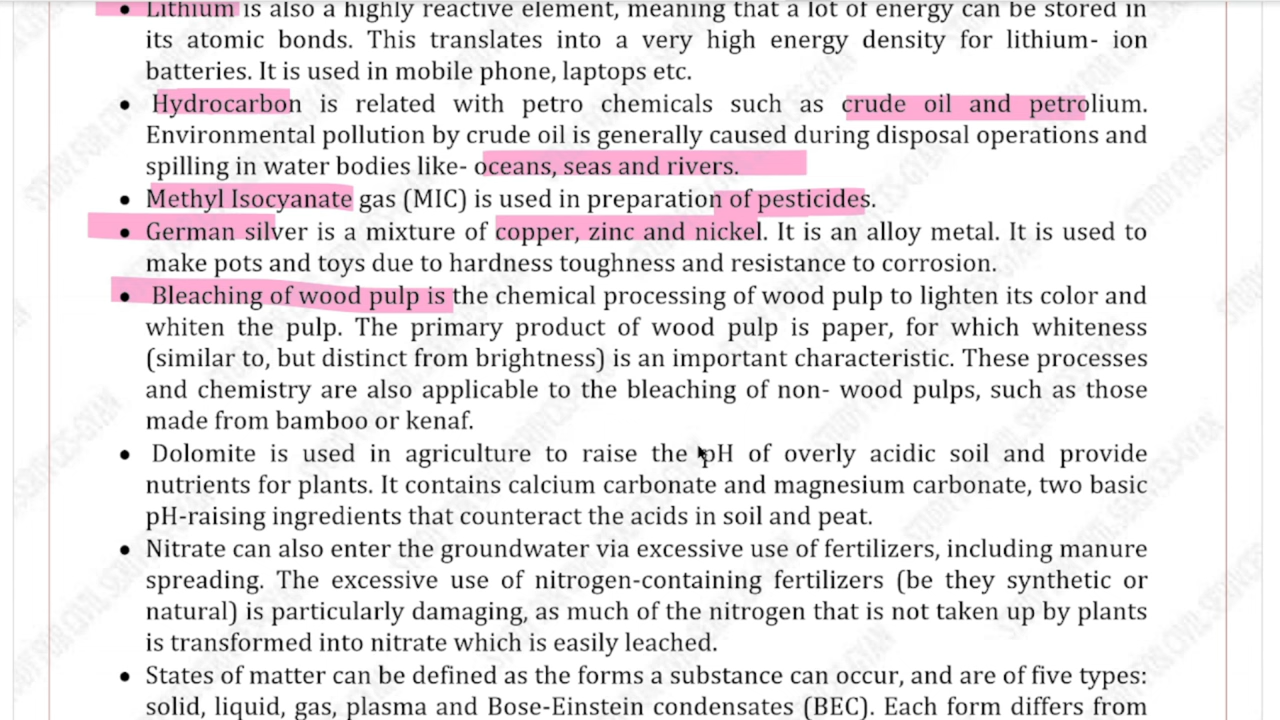 • Lithium is also a highly reactive element, meaning that a lot of energy can be stored in
its atomic bonds. This translates into a very high energy density for lithium- ion
batteries. It is used in mobile phone, laptops etc.
• Hydrocarbon is related with petro chemicals such as crude oil and petrolium.
Environmental pollution by crude oil is generally caused during disposal operations and
spilling in water bodies like- oceans, seas and rivers.
• Methyl Isocyanate gas (MIC) is used in preparation of pesticides.
• German silver is a mixture of copper, zinc and nickel. It is an alloy metal. It is used to
make pots and toys due to hardness toughness and resistance to corrosion.
• Bleaching of wood pulp is the chemical processing of wood pulp to lighten its color and
whiten the pulp. The primary product of wood pulp is paper, for which whiteness
(similar to, but distinct from brightness) is an important characteristic. These processes
and chemistry are also applicable to the bleaching of non- wood pulps, such as those
made from bamboo or kenaf.
• Dolomite is used in agriculture to raise the pH of overly acidic soil and provide
nutrients for plants. It contains calcium carbonate and magnesium carbonate, two basic
pH-raising ingredients that counteract the acids in soil and peat.
• Nitrate can also enter the groundwater via excessive use of fertilizers, including manure
spreading. The excessive use of nitrogen-containing fertilizers (be they synthetic or
natural) is particularly damaging, as much of the nitrogen that is not taken up by plants
is transformed into nitrate which is easily leached.
• States of matter can be defined as the forms a substance can occur, and are of five types:
solid, liquid, gas, plasma and Bose-Einstein condensates (BEC). Each form differs from